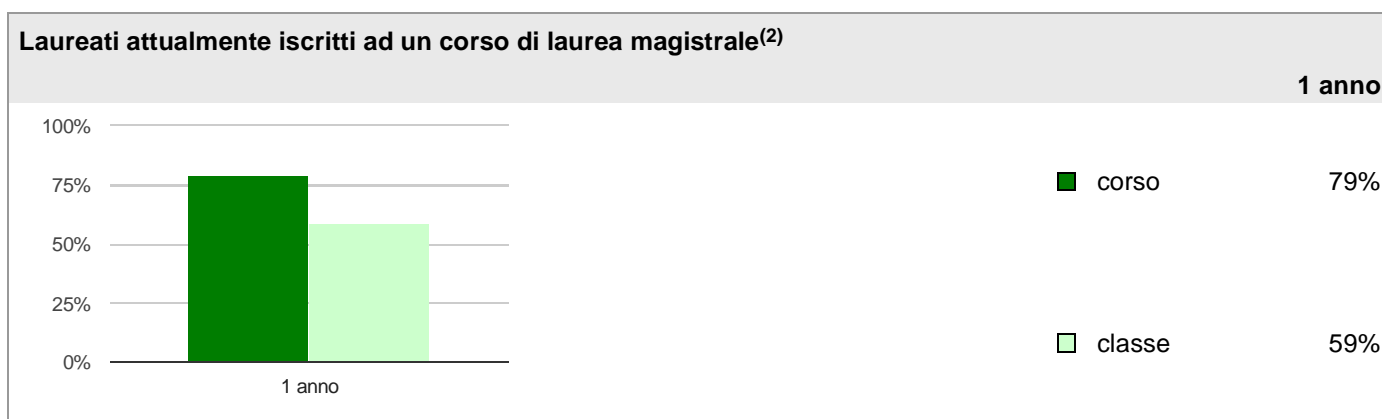 Laureati attualmente iscritti ad un corso di laurea magistrale(2)
1 anno
100%
75%
50%
25%
0%
1 anno
corso 79%
classe 59%